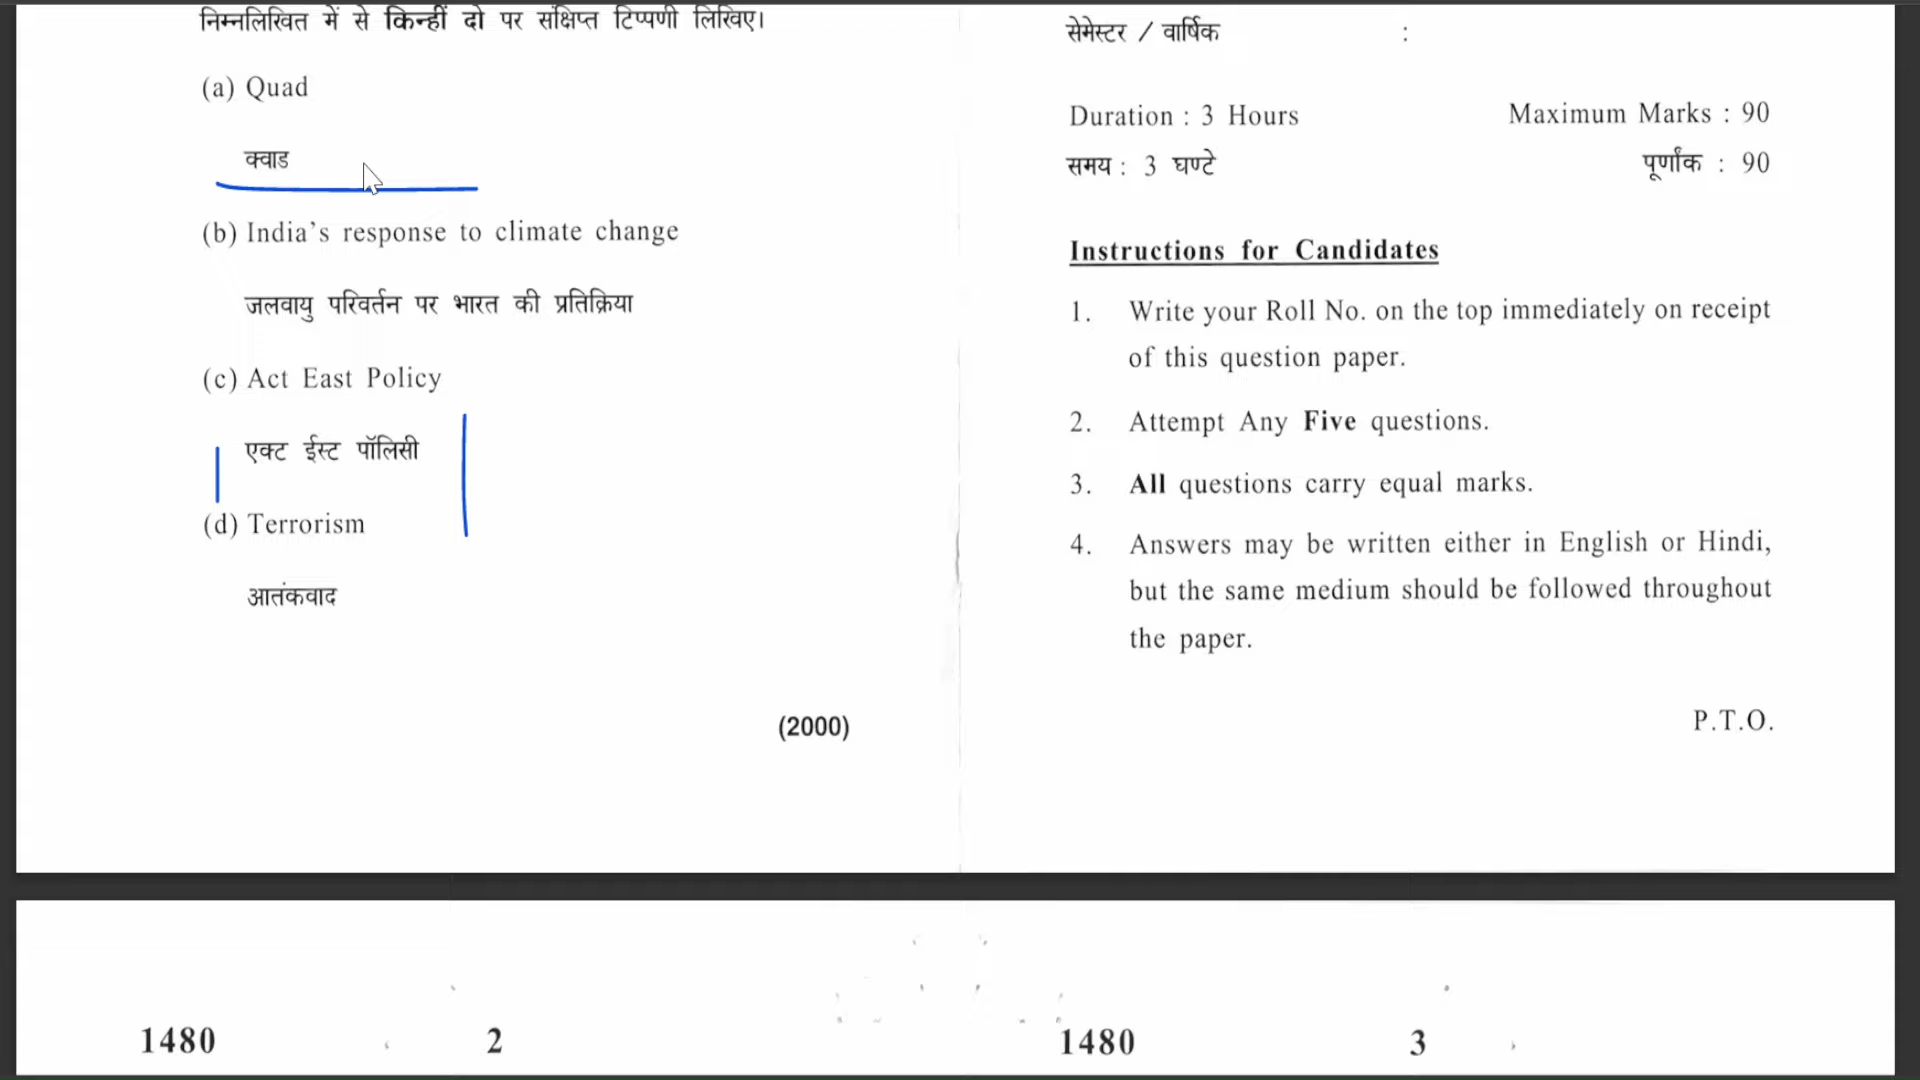 निम्नलिखित में से किन्हीं दो पर संक्षिप्त टिप्पणी लिखिए।
(a) Quad
क्वाड
(b) India's response to climate change
जलवायु परिवर्तन पर भारत की प्रतिक्रिया
(c) Act East Policy
एक्ट ईस्ट पॉलिसी
(d) Terrorism
आतंकवाद
(2000)
सेमेस्टर / वार्षिक :
Duration : 3 Hours Maximum Marks : 90
समय : 3 घण्टे पूर्णांक : 90
Instructions for Candidates
1. Write your Roll No. on the top immediately on receipt
of this question paper.
2. Attempt Any Five questions.
3. All questions carry equal marks.
4. Answers may be written either in English or Hindi,
but the same medium should be followed throughout
the paper.
P.T.O.
1480 2
1480 3